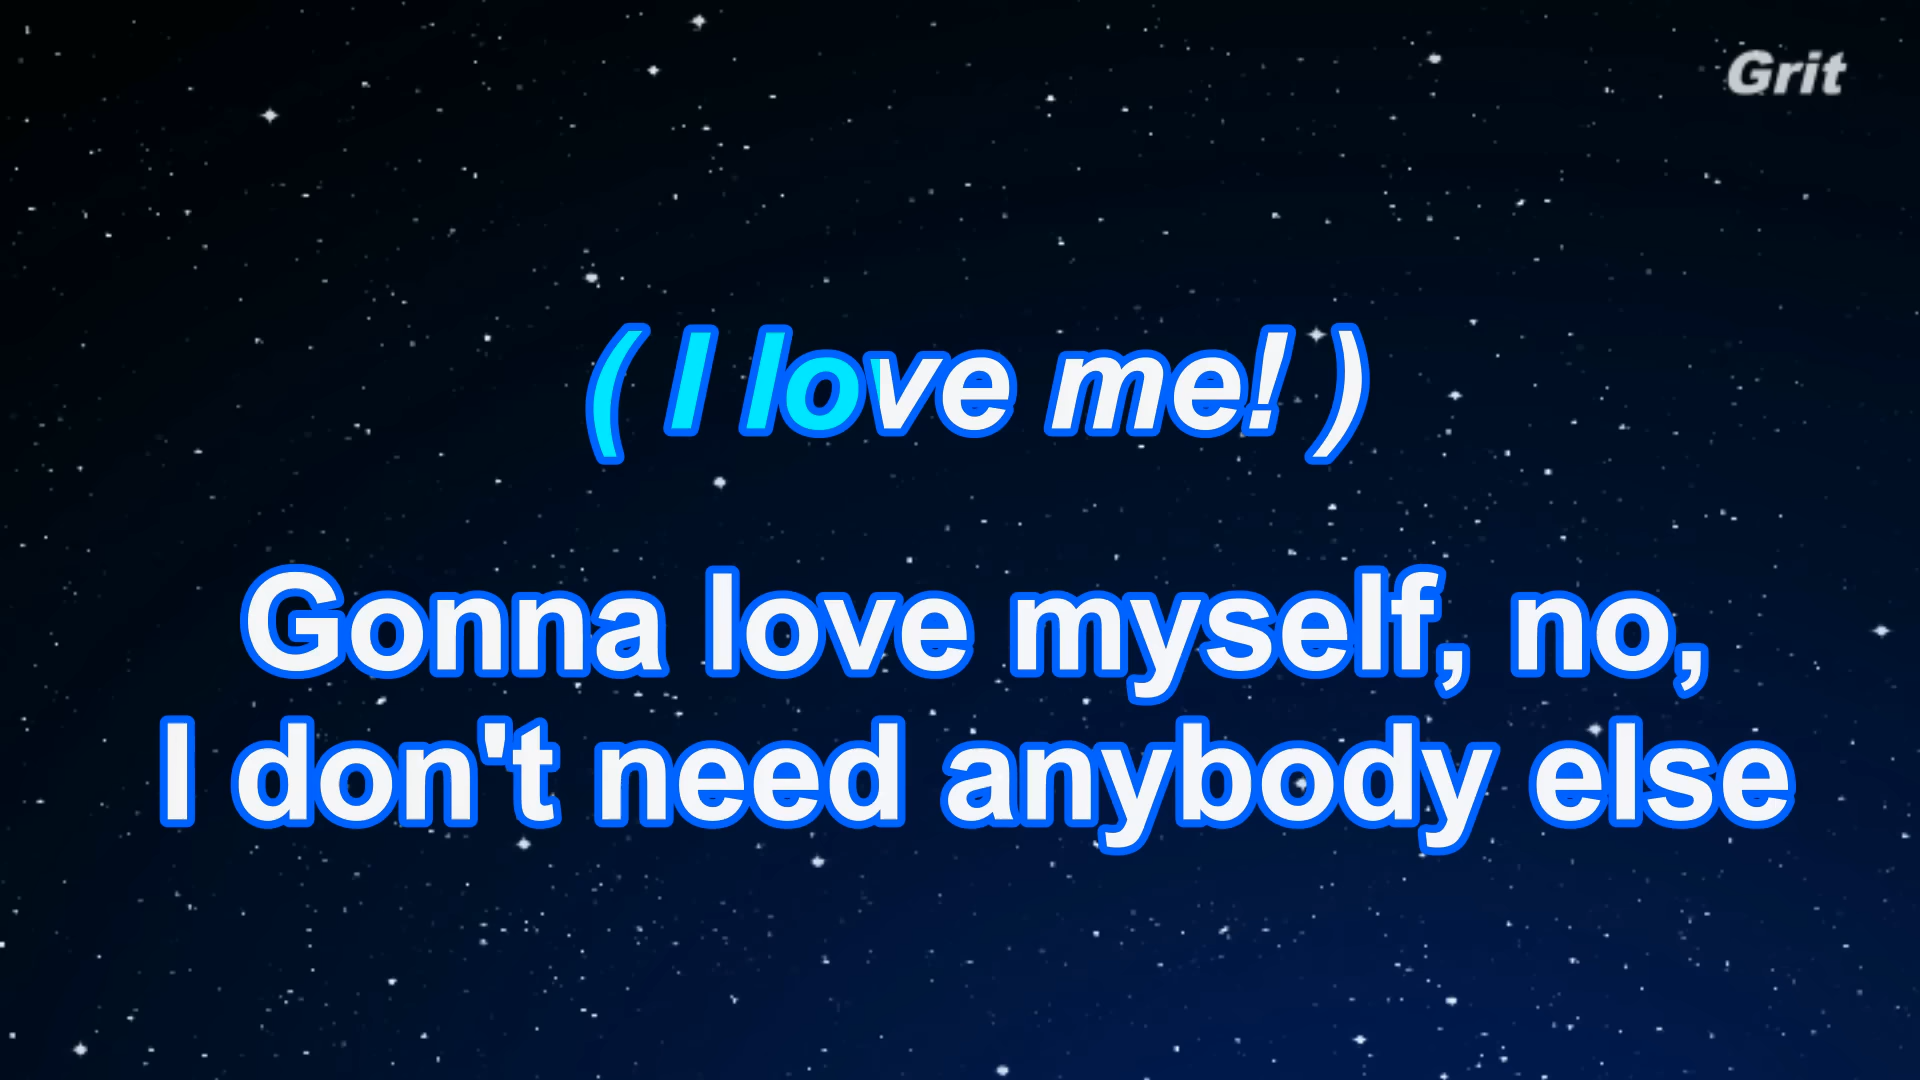 Grit
( I love me! )
Gonna love myself, no,
I don't need anybody else